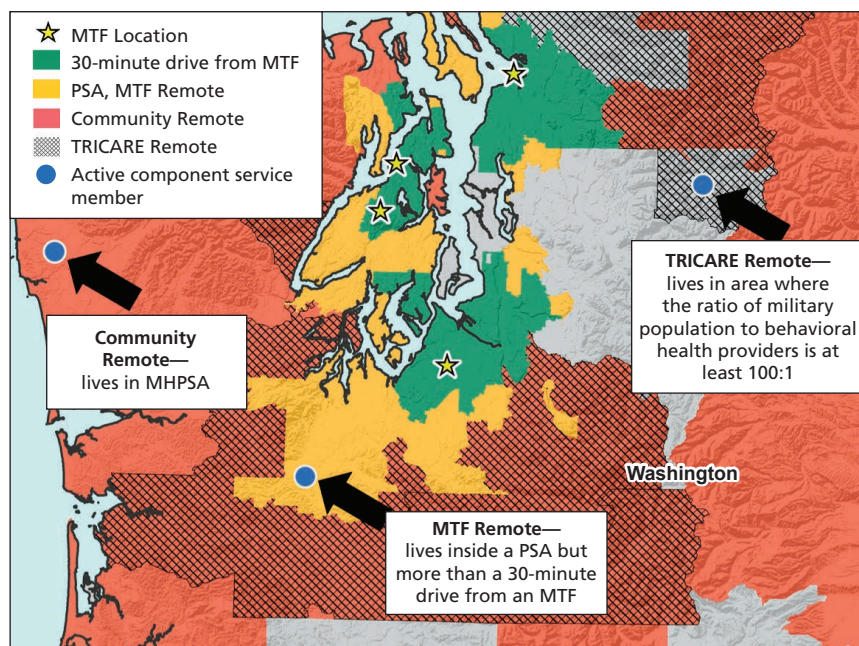 MTF Location
30-minute drive from MTF
PSA, MTF Remote
Community Remote
TRICARE Remote
Active component service
member
TRICARE Remote—
lives in area where
the ratio of military
population to behavioral
health providers is at
least 100:1
Community
Remote—
lives in MHPSA
Washington
MTF Remote—
lives inside a PSA but
more than a 30-minute
drive from an MTF